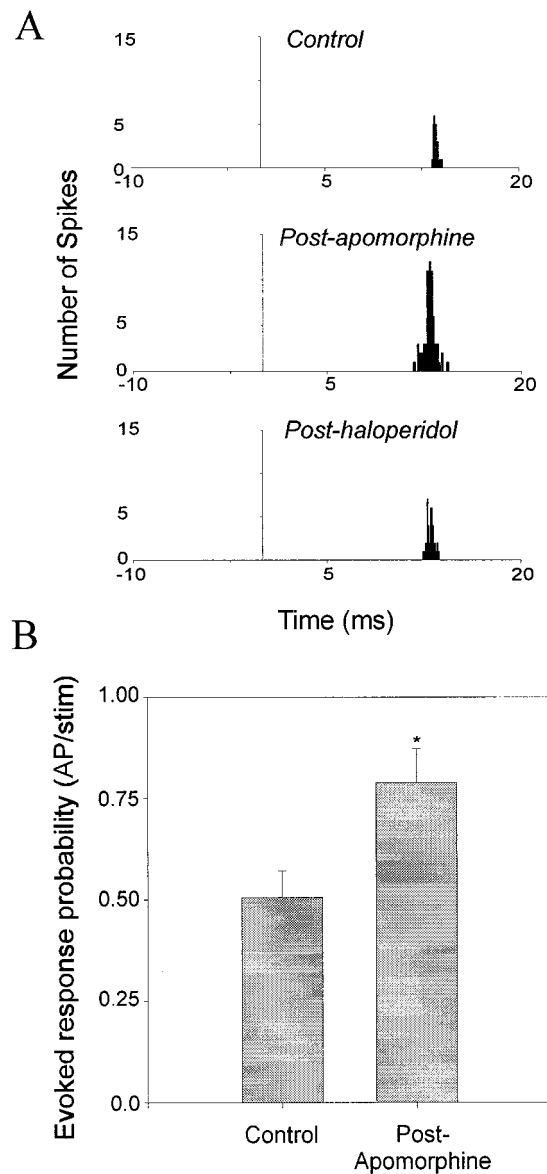 A
Number of Spikes
Control
15
5
0
-10
5
20
Post-apomorphine
15
5
0
-10
5
20
Post-haloperidol
15
5
0
-10
5
20
Time (ms)
B
Evoked response probability (AP/stim)
1.00
0.75
0.50
0.25
0.0
*
Control
Post-
Apomorphine